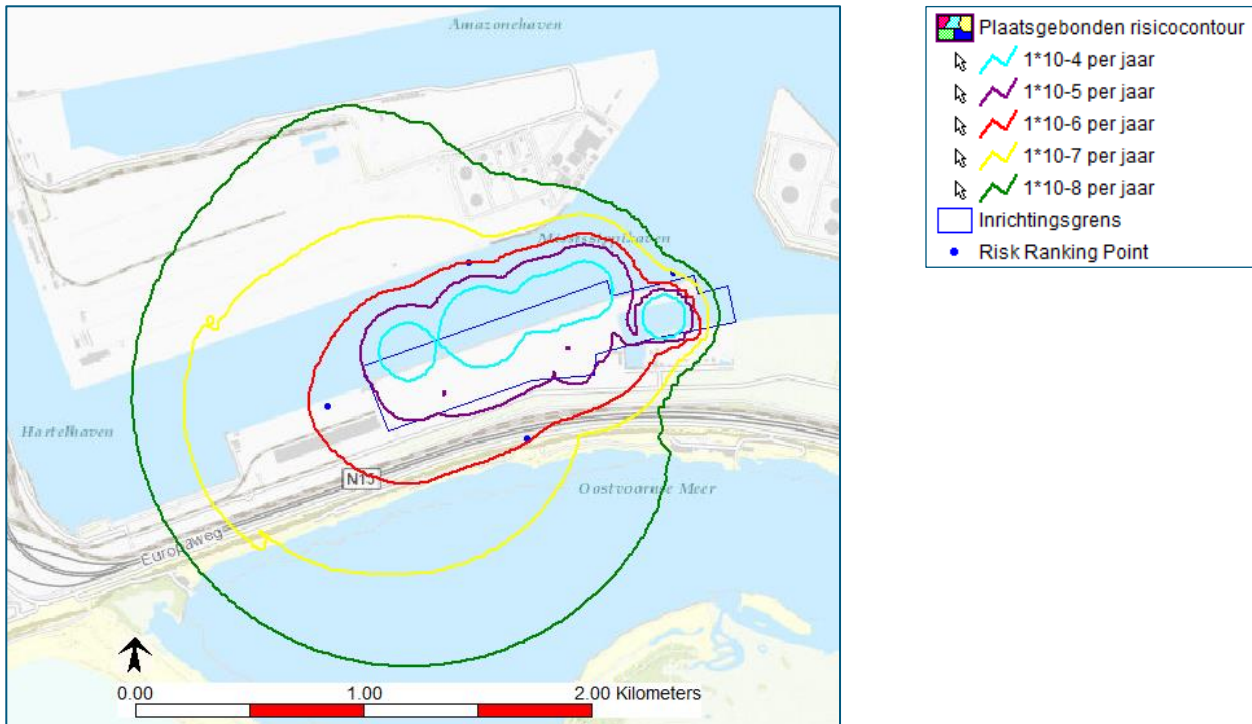 Amazonehaven
Mississippihaven
Hartelhaven
N15
Europaweg
Oostvoornse Meer
0.00 1.00 2.00 Kilometers
Plaatsgebonden risicocontour
1*10-4 per jaar
1*10-5 per jaar
1*10-6 per jaar
1*10-7 per jaar
1*10-8 per jaar
Inrichtingsgrens
Risk Ranking Point